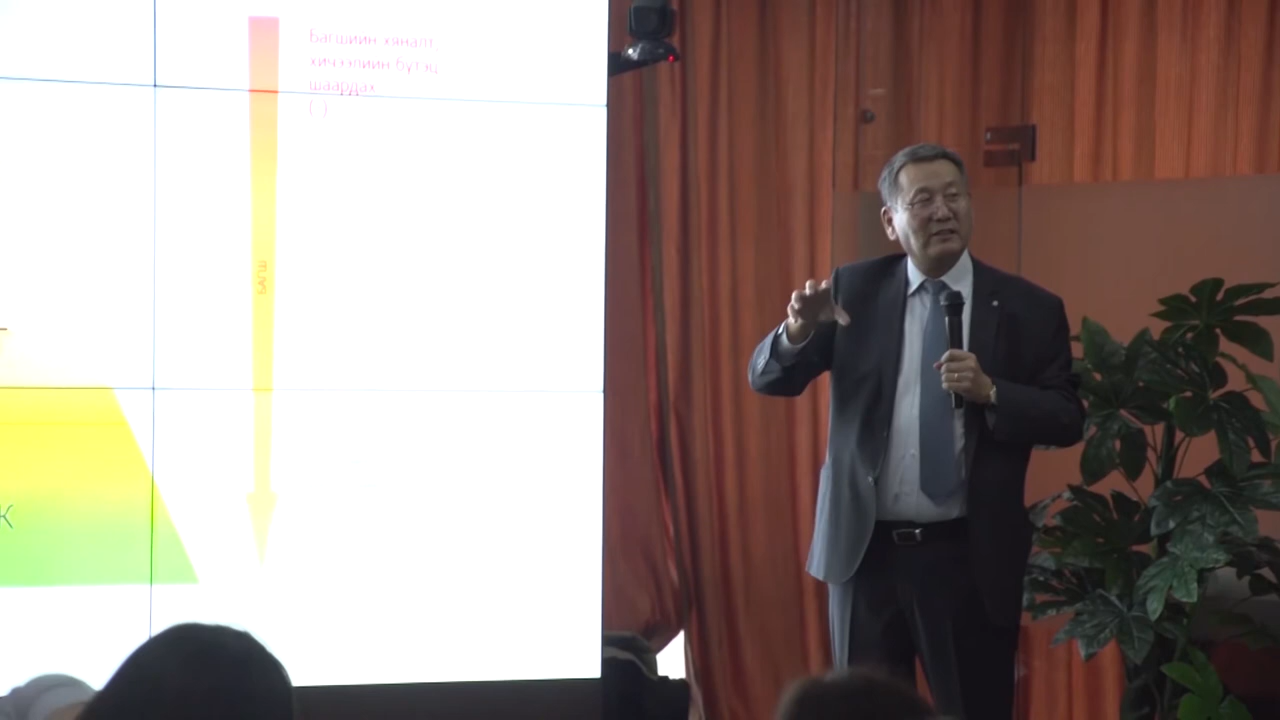 Багшийн хяналт,
хичээлийн бүтэц
шаардах
( )
К